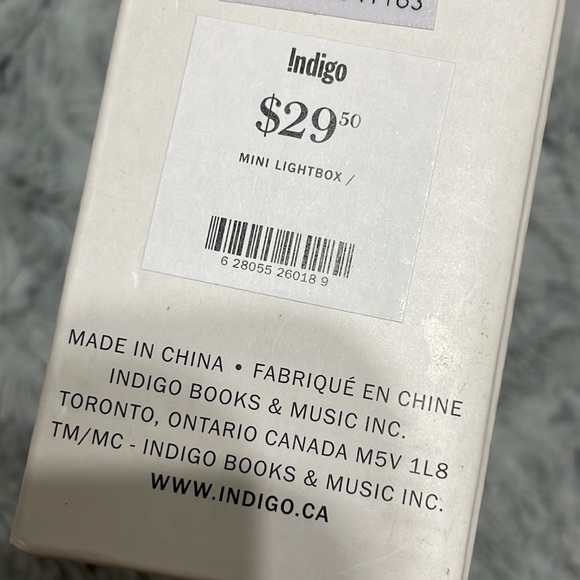 !ndigo
$29.50
MINI LIGHTBOX /
6 28055 26018 9
MADE IN CHINA • FABRIQUÉ EN CHINE
INDIGO BOOKS & MUSIC INC.
TORONTO, ONTARIO CANADA M5V 1L8
TM/MC - INDIGO BOOKS & MUSIC INC.
WWW.INDIGO.CA